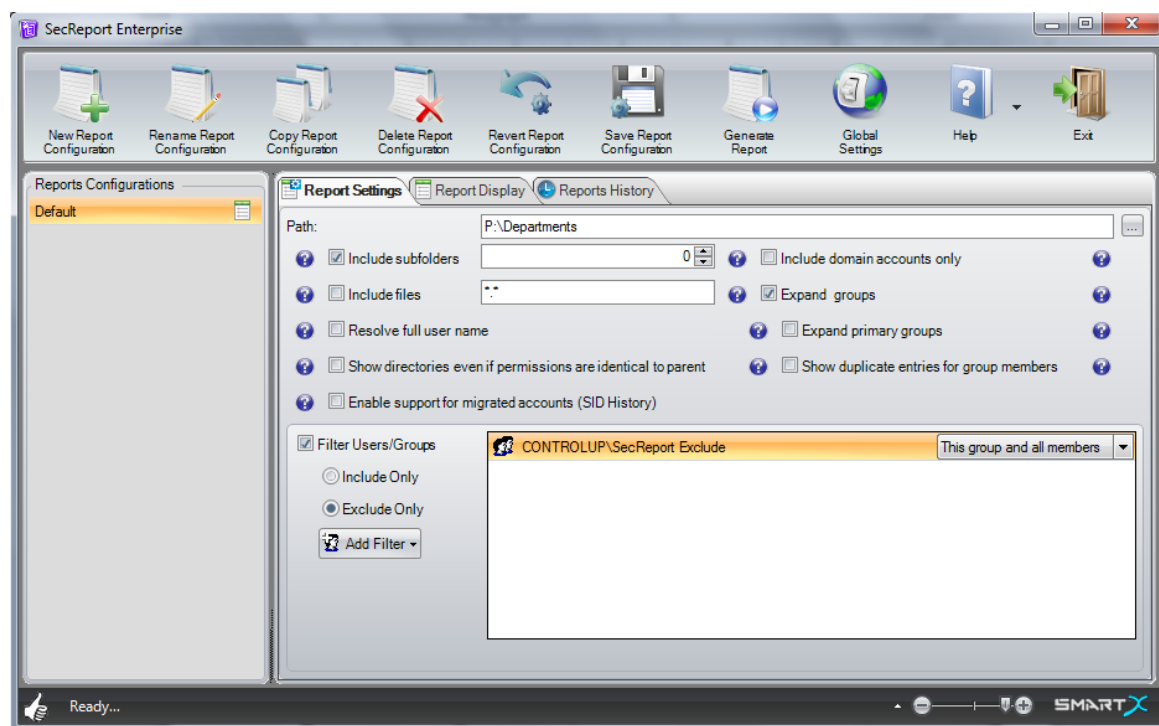 SecReport Enterprise
New Report Configuration
Rename Report Configuration
Copy Report Configuration
Delete Report Configuration
Revert Report Configuration
Save Report Configuration
Generate Report
Global Settings
Help
Exit
Reports Configurations
Default
Report Settings
Report Display
Reports History
Path:
P:\Departments
...
Include subfolders
0
Include domain accounts only
Include files
*.*
Expand groups
Resolve full user name
Expand primary groups
Show directories even if permissions are identical to parent
Show duplicate entries for group members
Enable support for migrated accounts (SID History)
Filter Users/Groups
CONTROLUP\SecReport Exclude
This group and all members
Include Only
Exclude Only
Add Filter
Ready...
SMARTX